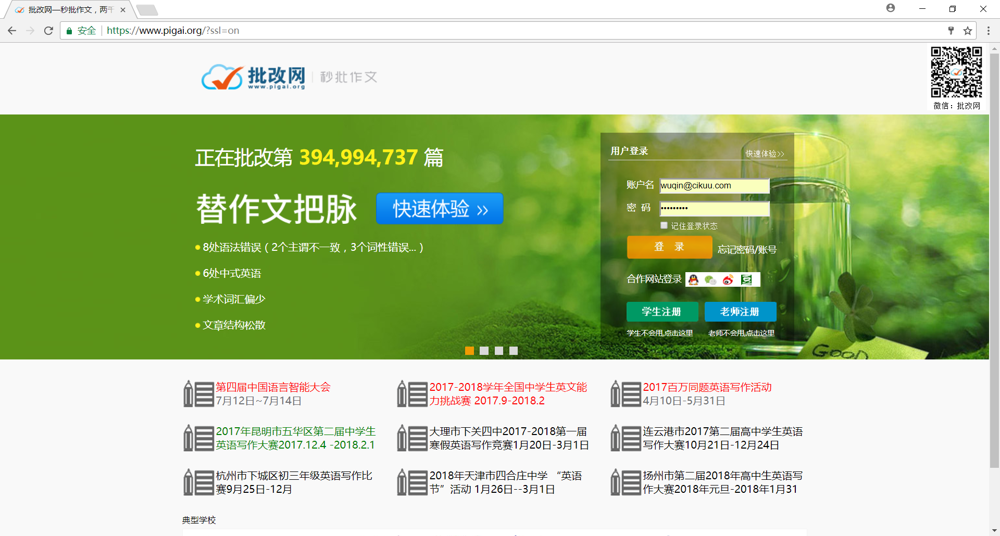 批改网—秒批作文，两千
安全 https://www.pigai.org/?ssl=on
批改网 秒批作文
www.pigai.org
微信：批改网
正在批改第 394,994,737 篇
替作文把脉 快速体验 >>
8处语法错误（2个主谓不一致，3个词性错误...）
6处中式英语
学术词汇偏少
文章结构松散
用户登录 快速体验>>
账户名 wuqin@cikuu.com
密 码 •••••••••
记住登录状态
登 录 忘记密码/账号
合作网站登录 豆
学生注册 老师注册
学生不会用,点击这里 老师不会用,点击这里
GOOD
第四届中国语言智能大会
7月12日~7月14日
2017-2018学年全国中学生英文能
力挑战赛 2017.9-2018.2
2017百万同题英语写作活动
4月10日-5月31日
2017年昆明市五华区第二届中学生
英语写作大赛2017.12.4 -2018.2.1
大理市下关四中2017-2018第一届
寒假英语写作竞赛1月20日-3月1日
连云港市2017第二届高中学生英语
写作大赛10月21日-12月24日
杭州市下城区初三年级英语写作比
赛9月25日-12月
2018年天津市四合庄中学 “英语
节”活动 1月26日--3月1日
扬州市第二届2018年高中生英语写
作大赛2018年元旦-2018年1月31
典型学校